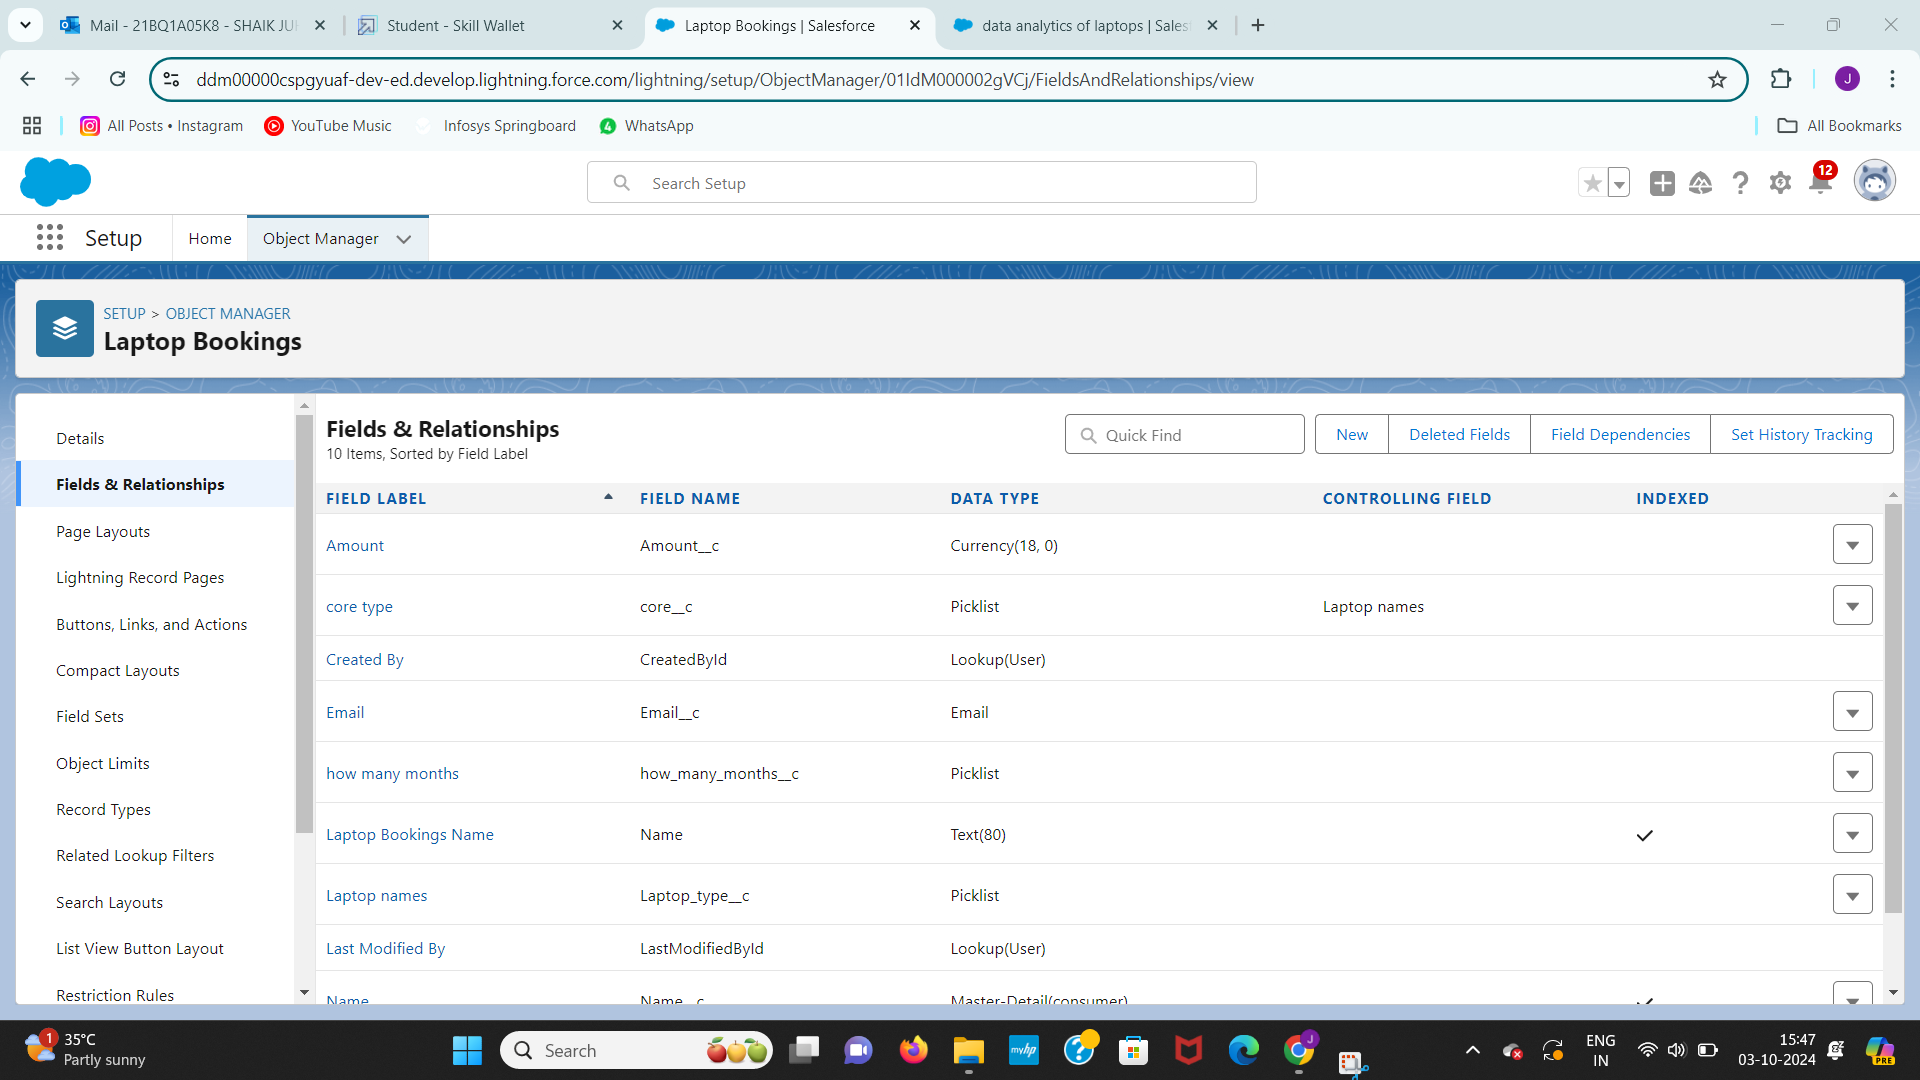 Mail - 21BQ1A05K8 - SHAIK JU
Student - Skill Wallet
Laptop Bookings | Salesforce
data analytics of laptops | Sales
ddm00000cspgyuaf-dev-ed.develop.lightning.force.com/lightning/setup/ObjectManager/01IdM000002gVCj/FieldsAndRelationships/view
J
All Posts • Instagram
YouTube Music
Infosys Springboard
4
WhatsApp
All Bookmarks
Search Setup
12
Setup
Home
Object Manager
SETUP > OBJECT MANAGER
Laptop Bookings
Details
Fields & Relationships
Page Layouts
Lightning Record Pages
Buttons, Links, and Actions
Compact Layouts
Field Sets
Object Limits
Record Types
Related Lookup Filters
Search Layouts
List View Button Layout
Restriction Rules
Fields & Relationships
10 Items, Sorted by Field Label
Quick Find
New
Deleted Fields
Field Dependencies
Set History Tracking
FIELD LABEL FIELD NAME DATA TYPE CONTROLLING FIELD INDEXED
Amount Amount__c Currency(18, 0)
core type core__c Picklist Laptop names
Created By CreatedById Lookup(User)
Email Email__c Email
how many months how_many_months__c Picklist
Laptop Bookings Name Name Text(80)
Laptop names Laptop_type__c Picklist
Last Modified By LastModifiedById Lookup(User)
Name Name__c Master-Detail(consumer)
1
35°C
Partly sunny
Search
myhp
J
ENG
IN
15:47
03-10-2024
PRE